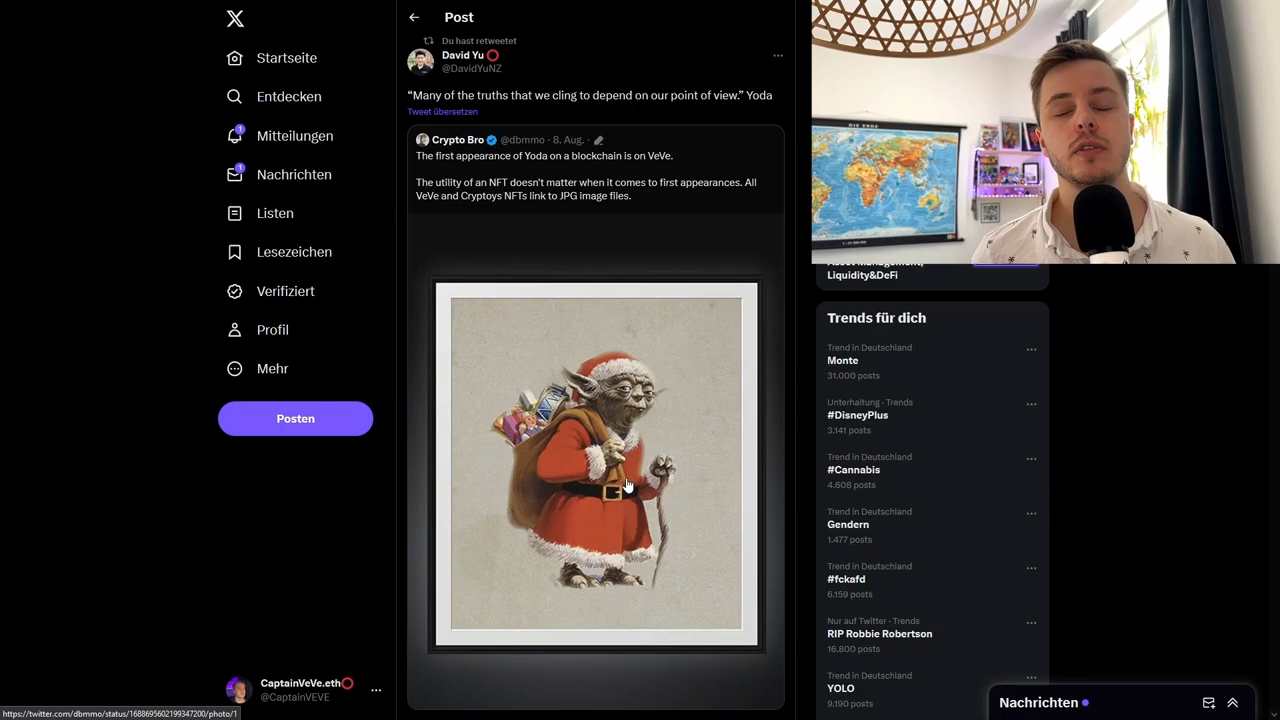 Startseite
Entdecken
1
Mitteilungen
1
Nachrichten
Listen
Lesezeichen
Verifiziert
Profil
Mehr
Posten
CaptainVeVe.eth
@CaptainVEVE
https://twitter.com/dbmmo/status/1688695602199347200/photo/1
Post
Du hast retweetet
David Yu
@DavidYuNZ
“Many of the truths that we cling to depend on our point of view.” Yoda
Tweet übersetzen
Crypto Bro @dbmmo · 8. Aug. ·
The first appearance of Yoda on a blockchain is on VeVe.
The utility of an NFT doesn't matter when it comes to first appearances. All
VeVe and Cryptoys NFTs link to JPG image files.
DIE ERDE
Asset Management,
Liquidity&DeFi
Trends für dich
Trend in Deutschland
Monte
31.000 posts
Unterhaltung · Trends
#DisneyPlus
3.141 posts
Trend in Deutschland
#Cannabis
4.608 posts
Trend in Deutschland
Gendern
1.477 posts
Trend in Deutschland
#fckafd
6.159 posts
Nur auf Twitter · Trends
RIP Robbie Robertson
16.800 posts
Trend in Deutschland
YOLO
9.190 posts
Nachrichten